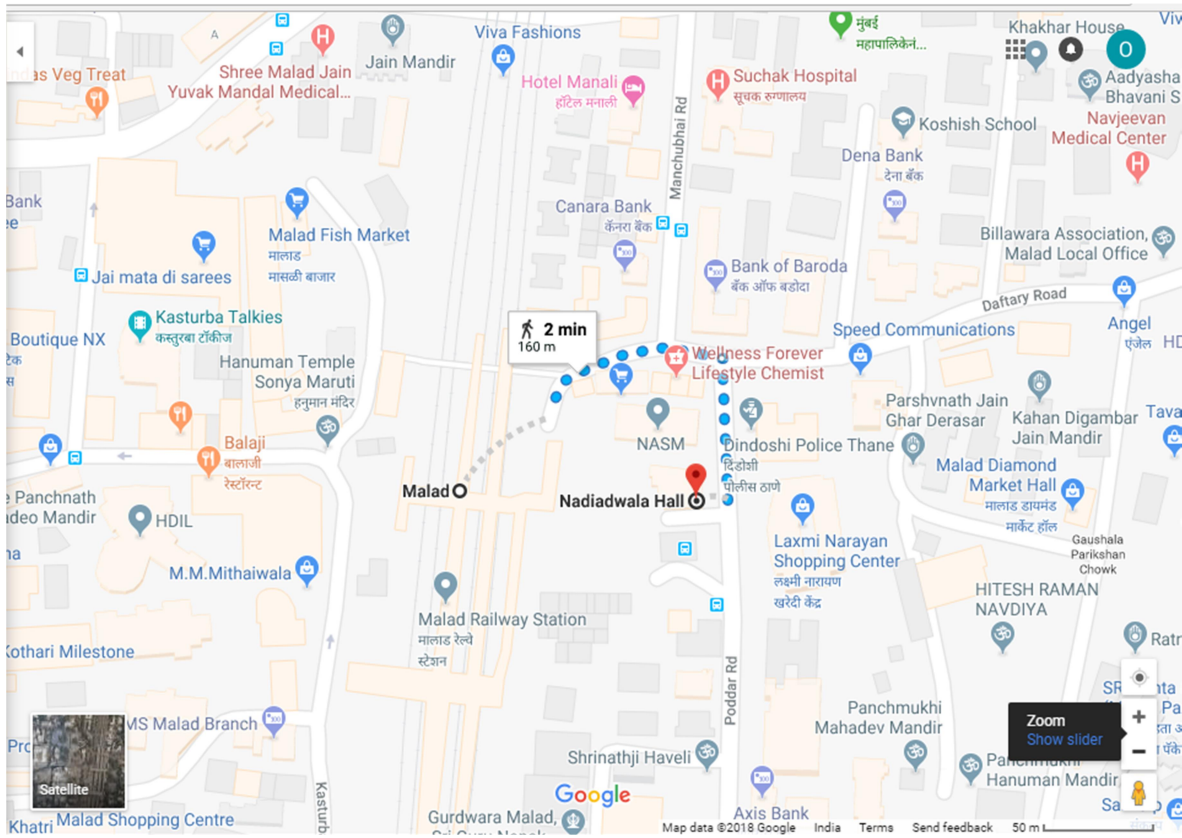 Viva Fashions
Khakhar House
A
Jain Mandir
मुंबई
महापालिकेनं...
O
Shree Malad Jain
Yuvak Mandal Medical...
Veg Treat
Hotel Manali
हॉटेल मनाली
Suchak Hospital
सूचक रुग्णालय
Aadyasha
Bhavani S
Navjeevan
Medical Center
Koshish School
Manchubhai Rd
Dena Bank
देना बँक
Bank
Canara Bank
कॅनरा बँक
Malad Fish Market
मालाड
मासळी बाजार
Billawara Association,
Malad Local Office
Jai mata di sarees
Bank of Baroda
बँक ऑफ बडोदा
Daftary Road
Kasturba Talkies
कस्तुरबा टॉकीज
2 min
160 m
Speed Communications
Angel
एंजेल
Boutique NX
Hanuman Temple
Sonya Maruti
हनुमान मंदिर
Wellness Forever
Lifestyle Chemist
Parshvnath Jain
Ghar Derasar
Kahan Digambar
Jain Mandir
NASM
Dindoshi Police Thane
दिंडोशी
पोलीस ठाणे
Balaji
बालाजी
रेस्टॉरन्ट
Malad Diamond
Market Hall
मालाड डायमंड
मार्केट हॉल
Malad
Nadiadwala Hall
Panchnath
Mandir
HDIL
Laxmi Narayan
Shopping Center
लक्ष्मी नारायण
खरेदी केंद्र
Gaushala
Parikshan
Chowk
M.M.Mithaiwala
HITESH RAMAN
NAVDIYA
Malad Railway Station
मालाड रेल्वे
स्टेशन
Kothari Milestone
Poddar Rd
MS Malad Branch
Panchmukhi
Mahadev Mandir
Zoom
Show slider
Shrinathji Haveli
Panchmukhi
Hanuman Mandir
Satellite
Google
Axis Bank
Khatri
Malad Shopping Centre
Gurdwara Malad,
Map data ©2018 Google India Terms Send feedback 50 m